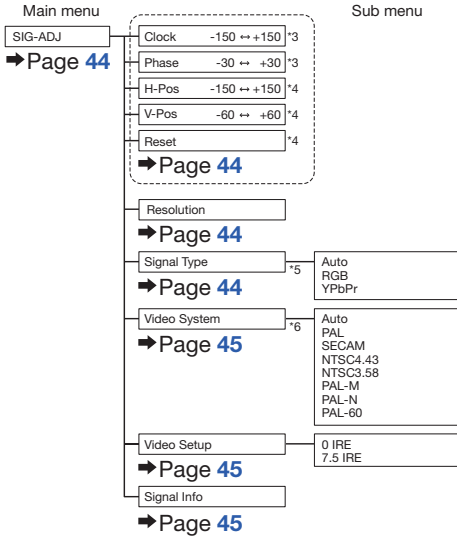 Main menu
Sub menu
SIG-ADJ
➡Page 44
Clock -150 ↔ +150 *3
Phase -30 ↔ +30 *3
H-Pos -150 ↔ +150 *4
V-Pos -60 ↔ +60 *4
Reset *4
➡Page 44
Resolution
➡Page 44
Signal Type *5
➡Page 44
Auto
RGB
YPbPr
Video System *6
➡Page 45
Auto
PAL
SECAM
NTSC4.43
NTSC3.58
PAL-M
PAL-N
PAL-60
Video Setup
➡Page 45
0 IRE
7.5 IRE
Signal Info
➡Page 45